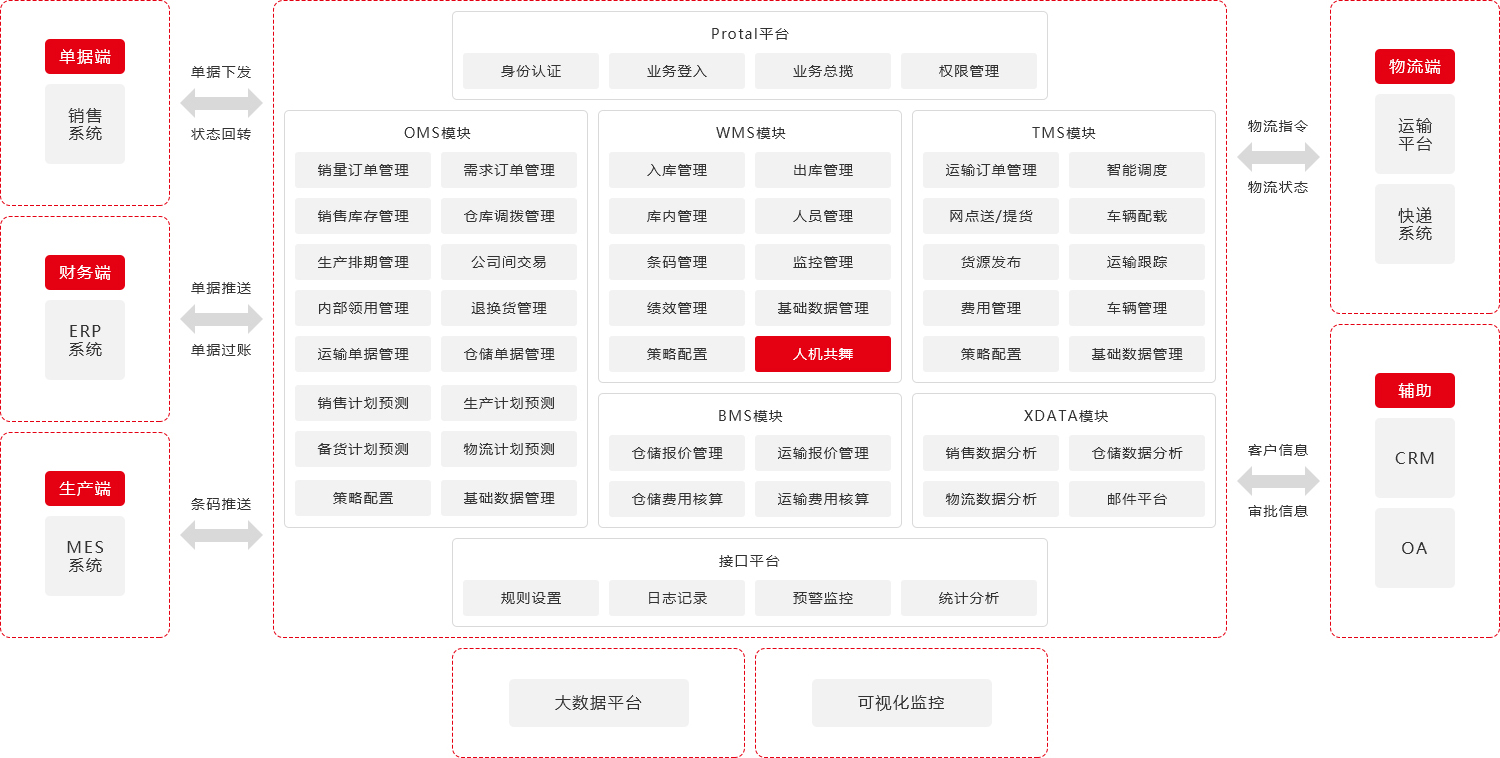 单据端
销售
系统
单据下发
状态回转
财务端
ERP
系统
单据推送
单据过账
生产端
MES
系统
条码推送
Protal平台
身份认证
业务登入
业务总揽
权限管理
OMS模块
销量订单管理
需求订单管理
销售库存管理
仓库调拨管理
生产排期管理
公司间交易
内部领用管理
退换货管理
运输单据管理
仓储单据管理
销售计划预测
生产计划预测
备货计划预测
物流计划预测
策略配置
基础数据管理
WMS模块
入库管理
出库管理
库内管理
人员管理
条码管理
监控管理
绩效管理
基础数据管理
策略配置
人机共舞
TMS模块
运输订单管理
智能调度
网点送/提货
车辆配载
货源发布
运输跟踪
费用管理
车辆管理
策略配置
基础数据管理
BMS模块
仓储报价管理
运输报价管理
仓储费用核算
运输费用核算
XDATA模块
销售数据分析
仓储数据分析
物流数据分析
邮件平台
接口平台
规则设置
日志记录
预警监控
统计分析
大数据平台
可视化监控
物流指令
物流状态
物流端
运输
平台
快递
系统
客户信息
审批信息
辅助
CRM
OA